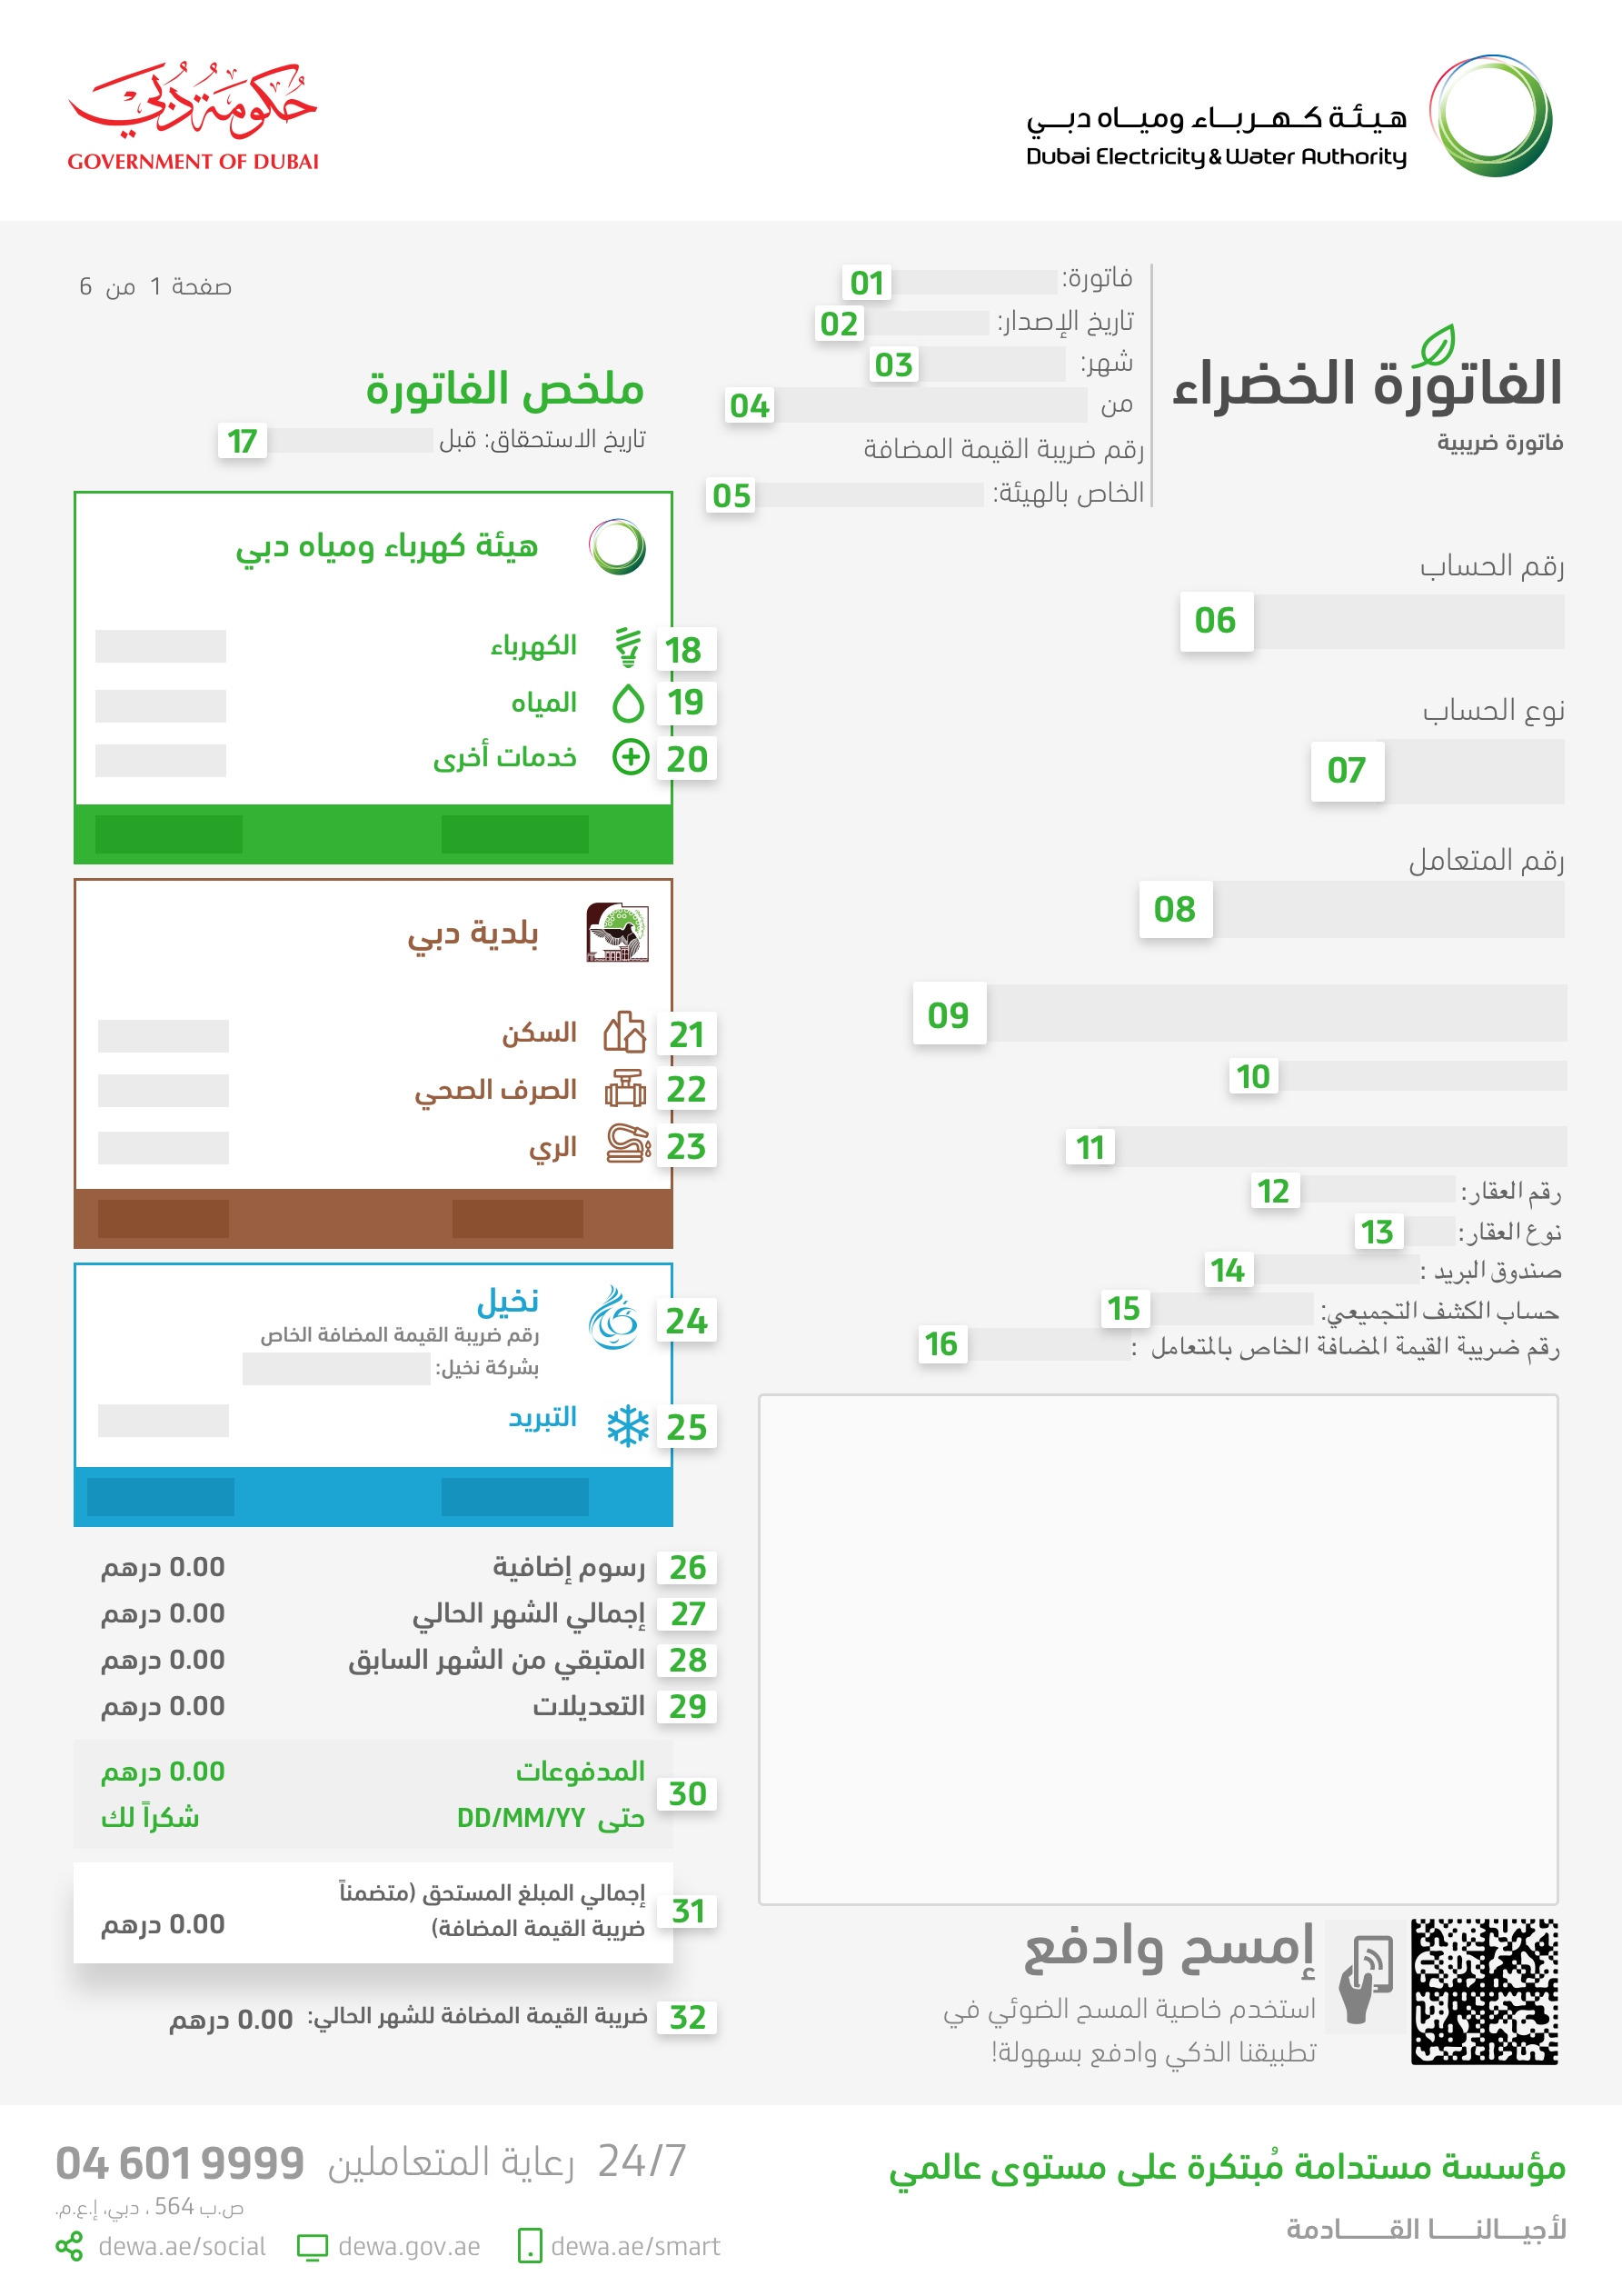 حكومة دبي
GOVERNMENT OF DUBAI
هيئة كهرباء ومياه دبي
Dubai Electricity & Water Authority
الفاتورة الخضراء
فاتورة ضريبية
فاتورة: 01
تاريخ الإصدار: 02
شهر: 03
من 04
رقم ضريبة القيمة المضافة
الخاص بالهيئة: 05
رقم الحساب
06
نوع الحساب
07
رقم المتعامل
08
09
10
11
رقم العقار: 12
نوع العقار: 13
صندوق البريد : 14
حساب الكشف التجميعي: 15
رقم ضريبة القيمة المضافة الخاص بالمتعامل : 16
إمسح وادفع
استخدم خاصية المسح الضوئي في
تطبيقنا الذكي وادفع بسهولة!
صفحة 1 من 6
ملخص الفاتورة
تاريخ الاستحقاق: قبل 17
هيئة كهرباء ومياه دبي
18 الكهرباء
19 المياه
20 خدمات أخرى
بلدية دبي
21 السكن
22 الصرف الصحي
23 الري
24 نخيل
رقم ضريبة القيمة المضافة الخاص
بشركة نخيل:
25 التبريد
26 رسوم إضافية 0.00 درهم
27 إجمالي الشهر الحالي 0.00 درهم
28 المتبقي من الشهر السابق 0.00 درهم
29 التعديلات 0.00 درهم
30 المدفوعات 0.00 درهم
حتى DD/MM/YY شكراً لك
31 إجمالي المبلغ المستحق (متضمناً
ضريبة القيمة المضافة) 0.00 درهم
32 ضريبة القيمة المضافة للشهر الحالي: 0.00 درهم
مؤسسة مستدامة مُبتكرة على مستوى عالمي
لأجيالنا القادمة
24/7 رعاية المتعاملين 04 601 9999
ص.ب 564 ، دبي، إ.ع.م.
dewa.ae/social dewa.gov.ae dewa.ae/smart